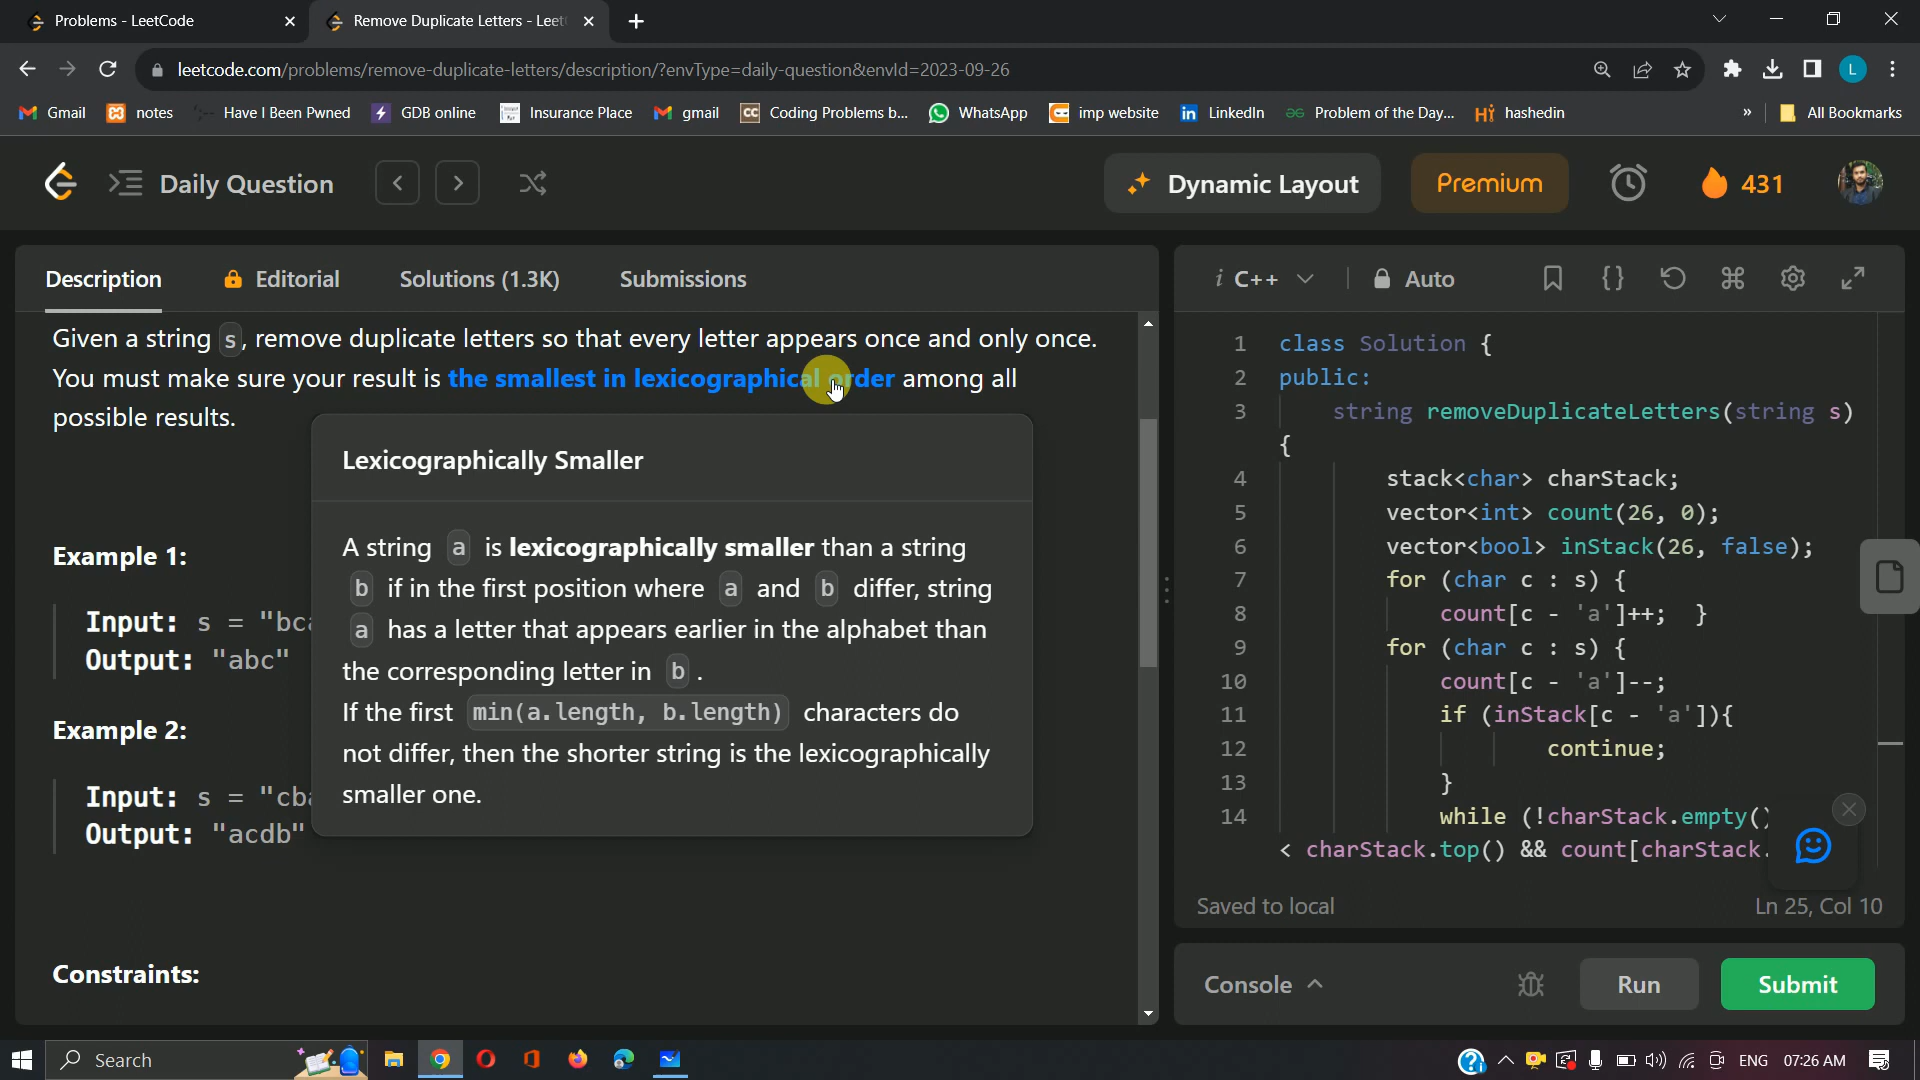 Problems - LeetCode
Remove Duplicate Letters - Leet
leetcode.com/problems/remove-duplicate-letters/description/?envType=daily-question&envId=2023-09-26
L
Gmail
notes
Have I Been Pwned
GDB online
Insurance Place
gmail
CC
Coding Problems b...
WhatsApp
imp website
in
LinkedIn
Problem of the Day...
hashedin
»
All Bookmarks
Daily Question
Dynamic Layout
Premium
431
Description
Editorial
Solutions (1.3K)
Submissions
Given a string s, remove duplicate letters so that every letter appears once and only once.
You must make sure your result is the smallest in lexicographical order among all
possible results.
Lexicographically Smaller
A string a is lexicographically smaller than a string
b if in the first position where a and b differ, string
a has a letter that appears earlier in the alphabet than
the corresponding letter in b .
If the first min(a.length, b.length) characters do
not differ, then the shorter string is the lexicographically
smaller one.
Example 1:
Input: s = "bc
Output: "abc"
Example 2:
Input: s = "cb
Output: "acdb"
Constraints:
i C++
Auto
1 class Solution {
2 public:
3 string removeDuplicateLetters(string s)
{
4 stack<char> charStack;
5 vector<int> count(26, 0);
6 vector<bool> inStack(26, false);
7 for (char c : s) {
8 count[c - 'a']++; }
9 for (char c : s) {
10 count[c - 'a']--;
11 if (inStack[c - 'a']){
12 continue;
13 }
14 while (!charStack.empty()
< charStack.top() && count[charStack.
Saved to local
Ln 25, Col 10
Console
Run
Submit
Search
ENG
07:26 AM